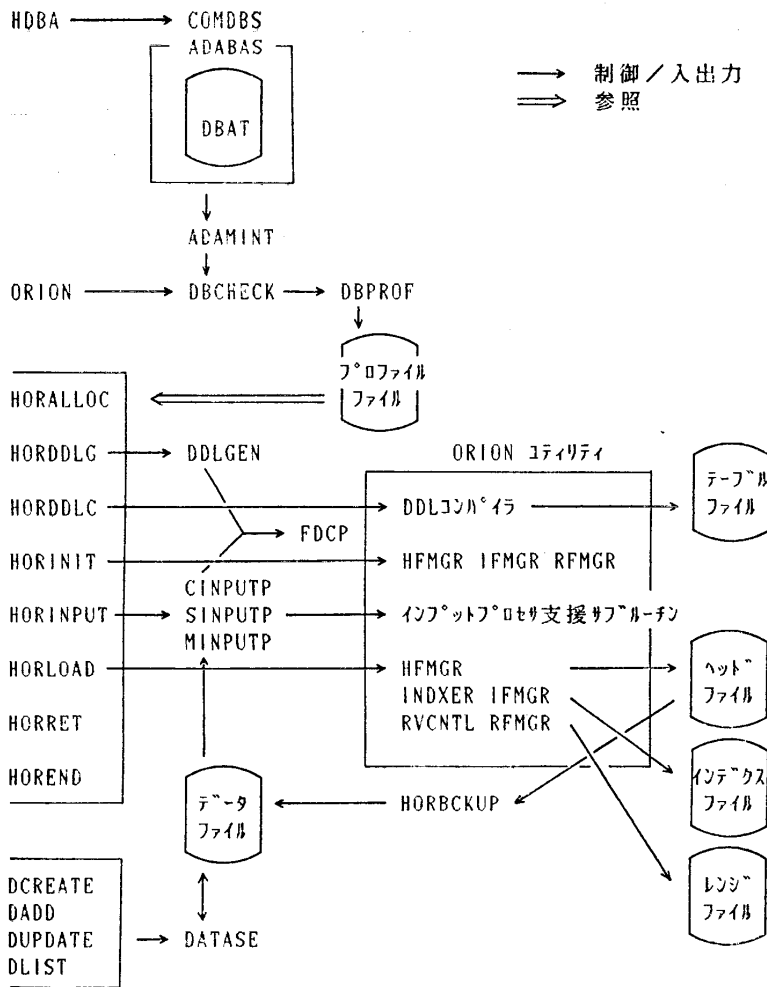 HDBA COMDBS
ADABAS
制御／入出力
参照
DBAT
ADAMINT
ORION DBCHECK DBPROF
プロファイル
ファイル
HORALLOC
HORDDLG DDLGEN ORION ユティリティ
テーブル
ファイル
HORDDLC DDLコンパイラ
FDCP
HORINIT HFMGR IFMGR RFMGR
CINPUTP
HORINPUT SINPUTP インプットプロセサ支援サブルーチン
MINPUTP
HORLOAD HFMGR ヘッド
ファイル
INDXER IFMGR
RVCNTL RFMGR
HORRET
HOREND データ
ファイル
HORBCKUP インデクス
ファイル
レンジ
ファイル
DCREATE
DADD
DUPDATE DATASE
DLIST